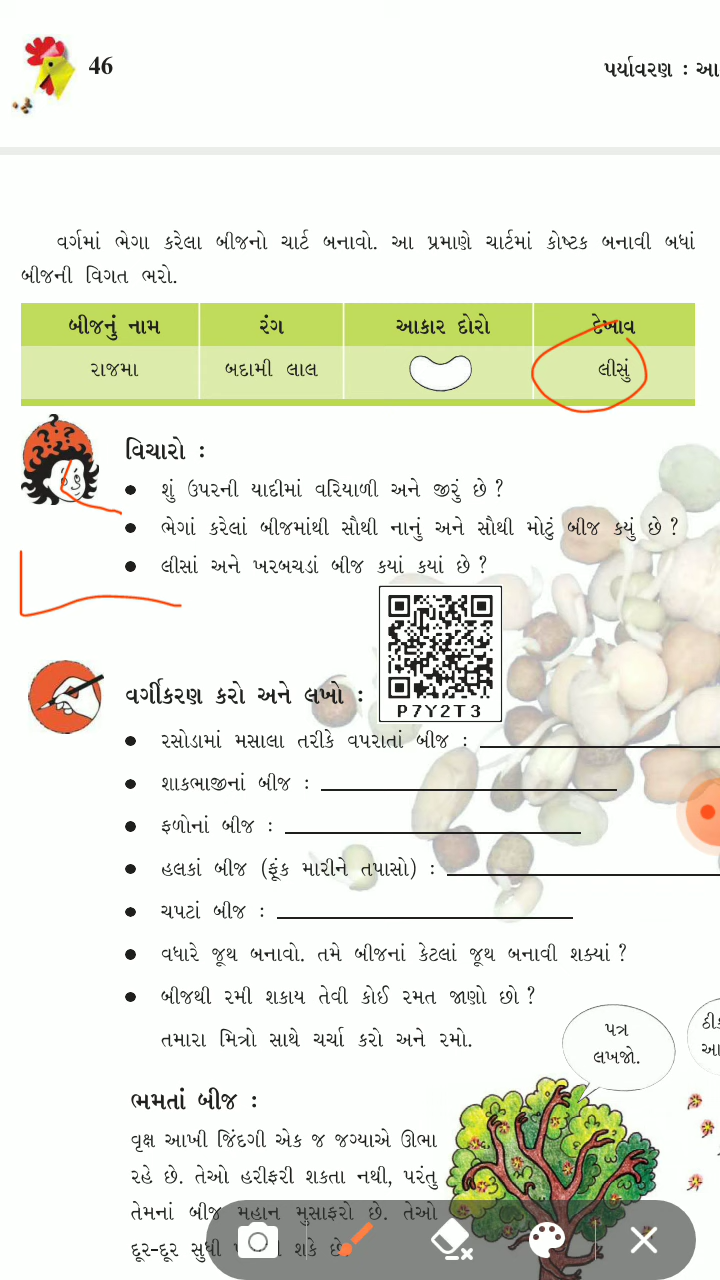 46
પર્યાવરણ : આ
વર્ગમાં ભેગા કરેલા બીજનો ચાર્ટ બનાવો. આ પ્રમાણે ચાર્ટમાં કોષ્ટક બનાવી બધાં
બીજની વિગત ભરો.
બીજનું નામ રંગ આકાર દોરો દેખાવ
રાજમા બદામી લાલ લીસું
વિચારો :
● શું ઉપરની યાદીમાં વરિયાળી અને જીરું છે ?
● ભેગાં કરેલાં બીજમાંથી સૌથી નાનું અને સૌથી મોટું બીજ કયું છે ?
● લીસાં અને ખરબચડાં બીજ કયાં કયાં છે ?
P7Y2T3
વર્ગીકરણ કરો અને લખો :
● રસોડામાં મસાલા તરીકે વપરાતાં બીજ :
● શાકભાજીનાં બીજ :
● ફળોનાં બીજ :
● હલકાં બીજ (ફૂંક મારીને તપાસો) :
● ચપટાં બીજ :
● વધારે જૂથ બનાવો. તમે બીજનાં કેટલાં જૂથ બનાવી શક્યાં ?
● બીજથી રમી શકાય તેવી કોઈ રમત જાણો છો ?
તમારા મિત્રો સાથે ચર્ચા કરો અને રમો.
પત્ર
લખજો.
ઠીક
આ
ભમતાં બીજ :
વૃક્ષ આખી જિંદગી એક જ જગ્યાએ ઊભા
રહે છે. તેઓ હરીફરી શકતા નથી, પરંતુ
તેમનાં બીજ મહાન મુસાફરો છે. તેઓ
દૂર-દૂર સુધી શકે છે.